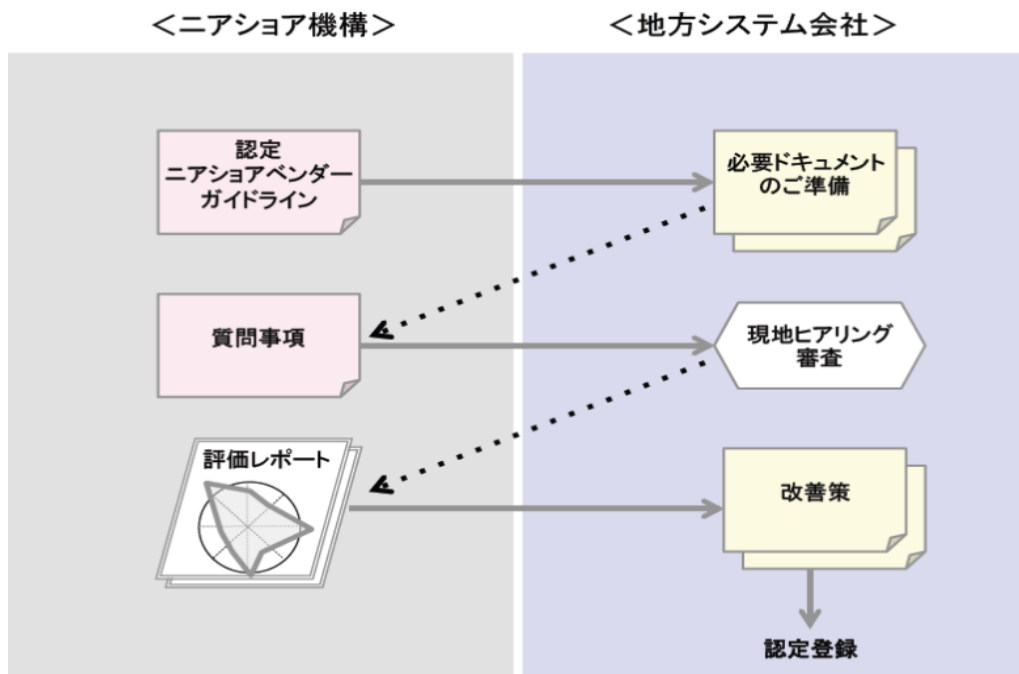 ＜ニアショア機構＞
＜地方システム会社＞
認定
ニアショアベンダー
ガイドライン
必要ドキュメント
のご準備
質問事項
現地ヒアリング
審査
評価レポート
改善策
認定登録